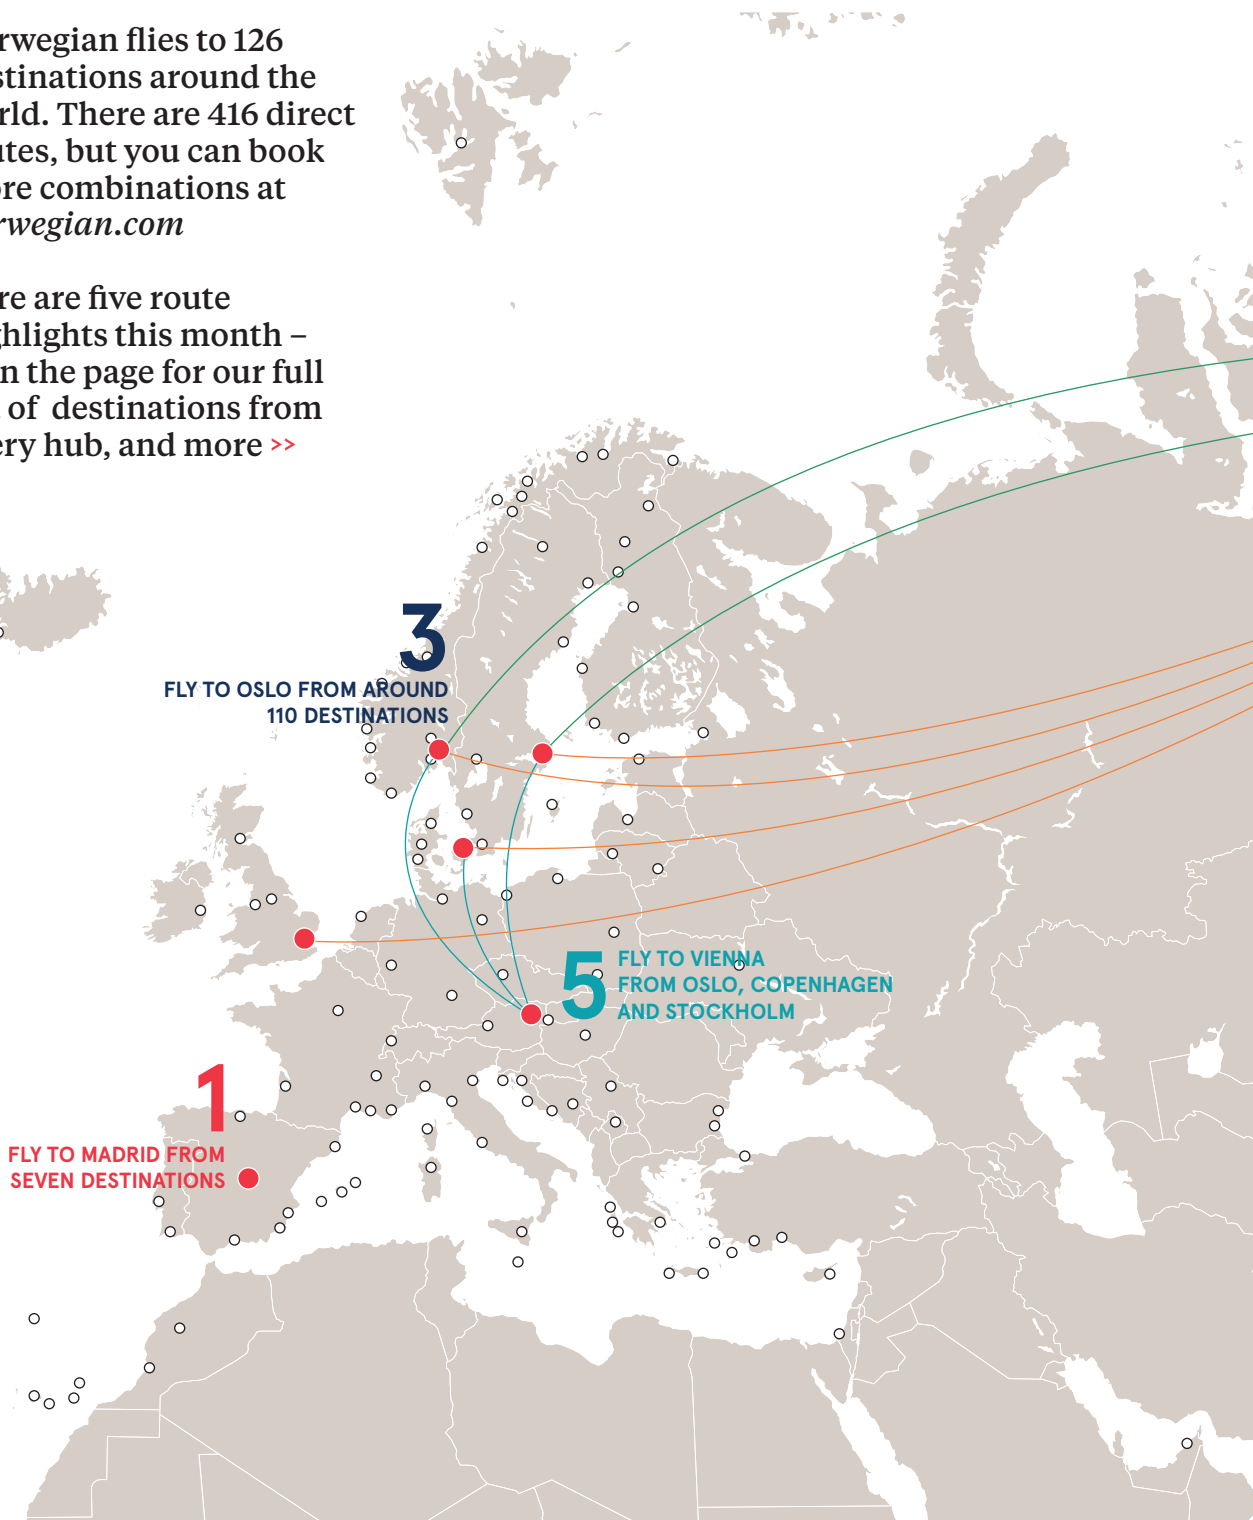 rwegian flies to 126
stinations around the
rld. There are 416 direct
utes, but you can book
re combinations at
rwegian.com
re are five route
ghlights this month –
n the page for our full
of destinations from
ery hub, and more >>
3
FLY TO OSLO FROM AROUND
110 DESTINATIONS
5
FLY TO VIENNA
FROM OSLO, COPENHAGEN
AND STOCKHOLM
1
FLY TO MADRID FROM
SEVEN DESTINATIONS